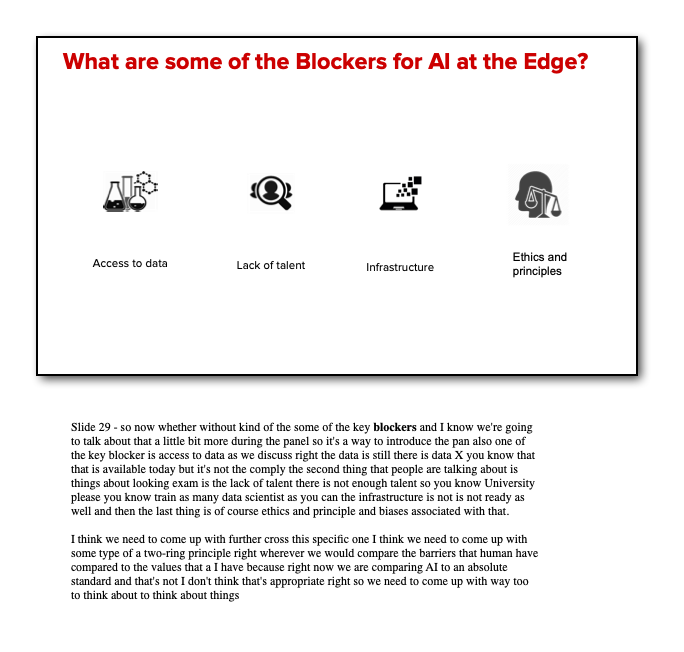 What are some of the Blockers for AI at the Edge?
Access to data
Lack of talent
Infrastructure
Ethics and
principles
Slide 29 - so now whether without kind of the some of the key blockers and I know we're going
to talk about that a little bit more during the panel so it's a way to introduce the pan also one of
the key blocker is access to data as we discuss right the data is still there is data X you know that
that is available today but it's not the comply the second thing that people are talking about is
things about looking exam is the lack of talent there is not enough talent so you know University
please you know train as many data scientist as you can the infrastructure is not is not ready as
well and then the last thing is of course ethics and principle and biases associated with that.
I think we need to come up with further cross this specific one I think we need to come up with
some type of a two-ring principle right wherever we would compare the barriers that human have
compared to the values that a I have because right now we are comparing AI to an absolute
standard and that's not I don't think that's appropriate right so we need to come up with way too
to think about to think about things